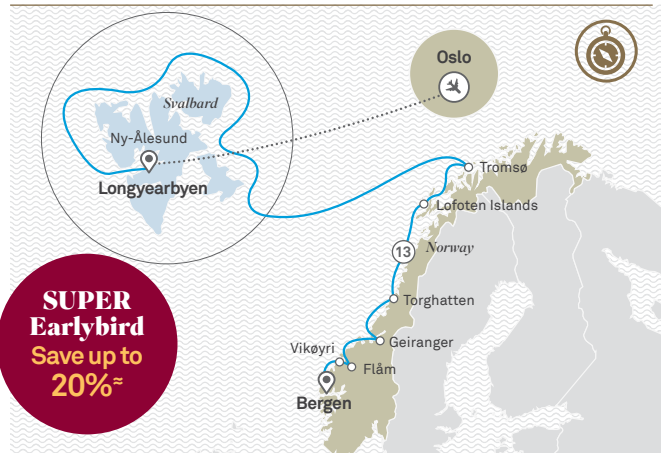 Oslo
Svalbard
Ny-Ålesund
Longyearbyen
Tromsø
Lofoten Islands
13
Norway
Torghatten
Geiranger
Vikøyri
Flåm
Bergen
SUPER
Earlybird
Save up to
20%≈